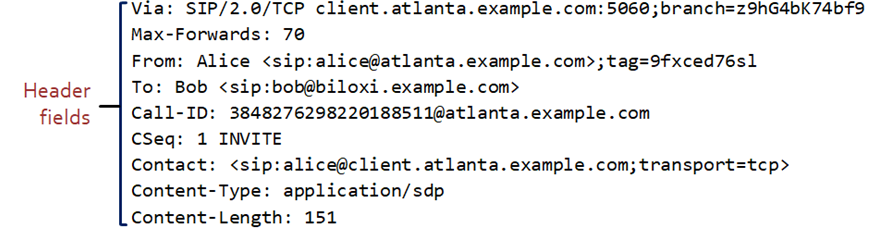 Header
fields
Via: SIP/2.0/TCP client.atlanta.example.com:5060;branch=z9hG4bK74bf9
Max-Forwards: 70
From: Alice <sip:alice@atlanta.example.com>;tag=9fxced76sl
To: Bob <sip:bob@biloxi.example.com>
Call-ID: 3848276298220188511@atlanta.example.com
CSeq: 1 INVITE
Contact: <sip:alice@client.atlanta.example.com;transport=tcp>
Content-Type: application/sdp
Content-Length: 151